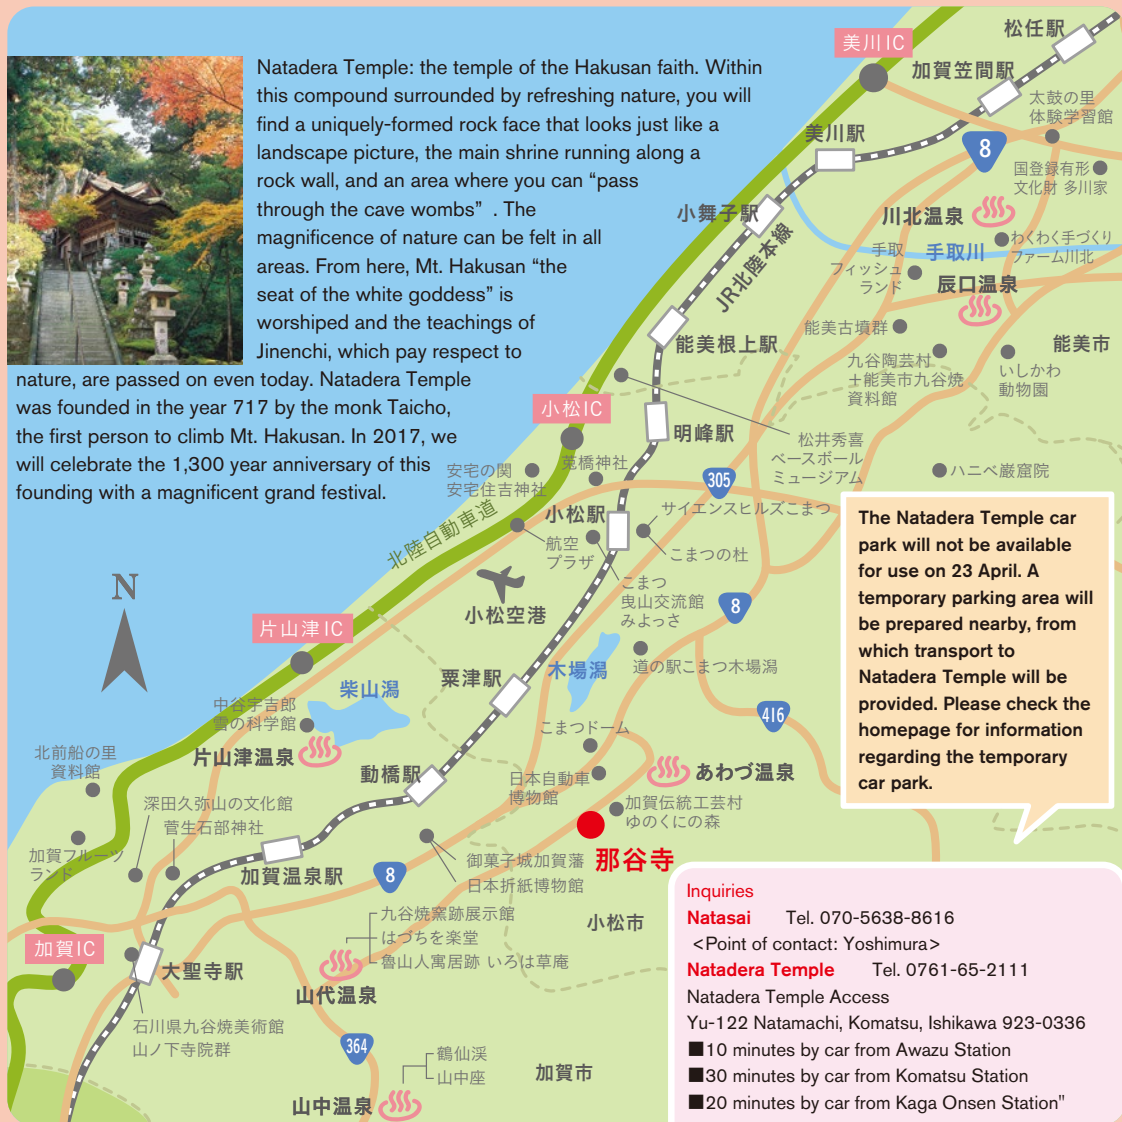 Natadera Temple: the temple of the Hakusan faith. Within
this compound surrounded by refreshing nature, you will
find a uniquely-formed rock face that looks just like a
landscape picture, the main shrine running along a
rock wall, and an area where you can “pass
through the cave wombs” . The
magnificence of nature can be felt in all
areas. From here, Mt. Hakusan “the
seat of the white goddess” is
worshiped and the teachings of
Jinenchi, which pay respect to
nature, are passed on even today. Natadera Temple
was founded in the year 717 by the monk Taicho,
the first person to climb Mt. Hakusan. In 2017, we
will celebrate the 1,300 year anniversary of this
founding with a magnificent grand festival.
松任駅
美川IC
加賀笠間駅
太鼓の里
体験学習館
美川駅
8
国登録有形
文化財 多川家
小舞子駅
川北温泉
JR北陸本線
わくわく手づくり
ファーム川北
手取川
手取
フィッシュ
ランド
辰口温泉
能美古墳群
能美根上駅
能美市
九谷陶芸村
+能美市九谷焼
資料館
いしかわ
動物園
小松IC
明峰駅
松井秀喜
ベースボール
ミュージアム
莵橋神社
安宅の関
安宅住吉神社
305
ハニベ巌窟院
サイエンスヒルズこまつ
小松駅
北陸自動車道
航空
プラザ
こまつの杜
こまつ
曳山交流館
みよっさ
N
小松空港
8
片山津IC
木場潟
道の駅こまつ木場潟
粟津駅
柴山潟
中谷宇吉郎
雪の科学館
416
こまつドーム
片山津温泉
北前船の里
資料館
動橋駅
日本自動車
博物館
あわづ温泉
深田久弥山の文化館
菅生石部神社
加賀伝統工芸村
ゆのくにの森
加賀フルーツ
ランド
那谷寺
御菓子城加賀藩
日本折紙博物館
加賀温泉駅
8
九谷焼窯跡展示館
はづちを楽堂
魯山人寓居跡 いろは草庵
小松市
加賀IC
大聖寺駅
山代温泉
石川県九谷焼美術館
山ノ下寺院群
364
鶴仙渓
山中座
加賀市
山中温泉
The Natadera Temple car
park will not be available
for use on 23 April. A
temporary parking area will
be prepared nearby, from
which transport to
Natadera Temple will be
provided. Please check the
homepage for information
regarding the temporary
car park.
Inquiries
Natasai Tel. 070-5638-8616
<Point of contact: Yoshimura>
Natadera Temple Tel. 0761-65-2111
Natadera Temple Access
Yu-122 Natamachi, Komatsu, Ishikawa 923-0336
■10 minutes by car from Awazu Station
■30 minutes by car from Komatsu Station
■20 minutes by car from Kaga Onsen Station"